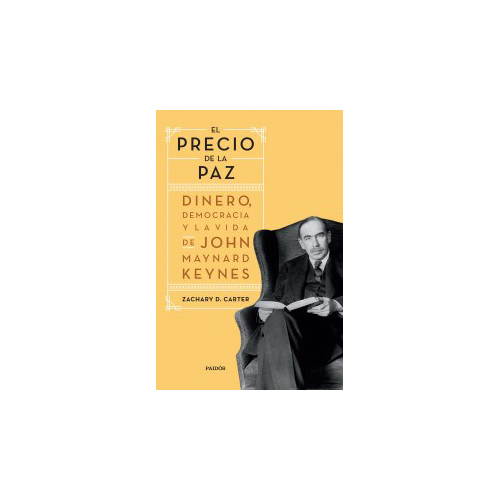 EL
PRECIO
DE LA
PAZ
DINERO,
DEMOCRACIA
Y LA VIDA
DE JOHN
MAYNARD
KEYNES
ZACHARY D. CARTER
PAIDÓS